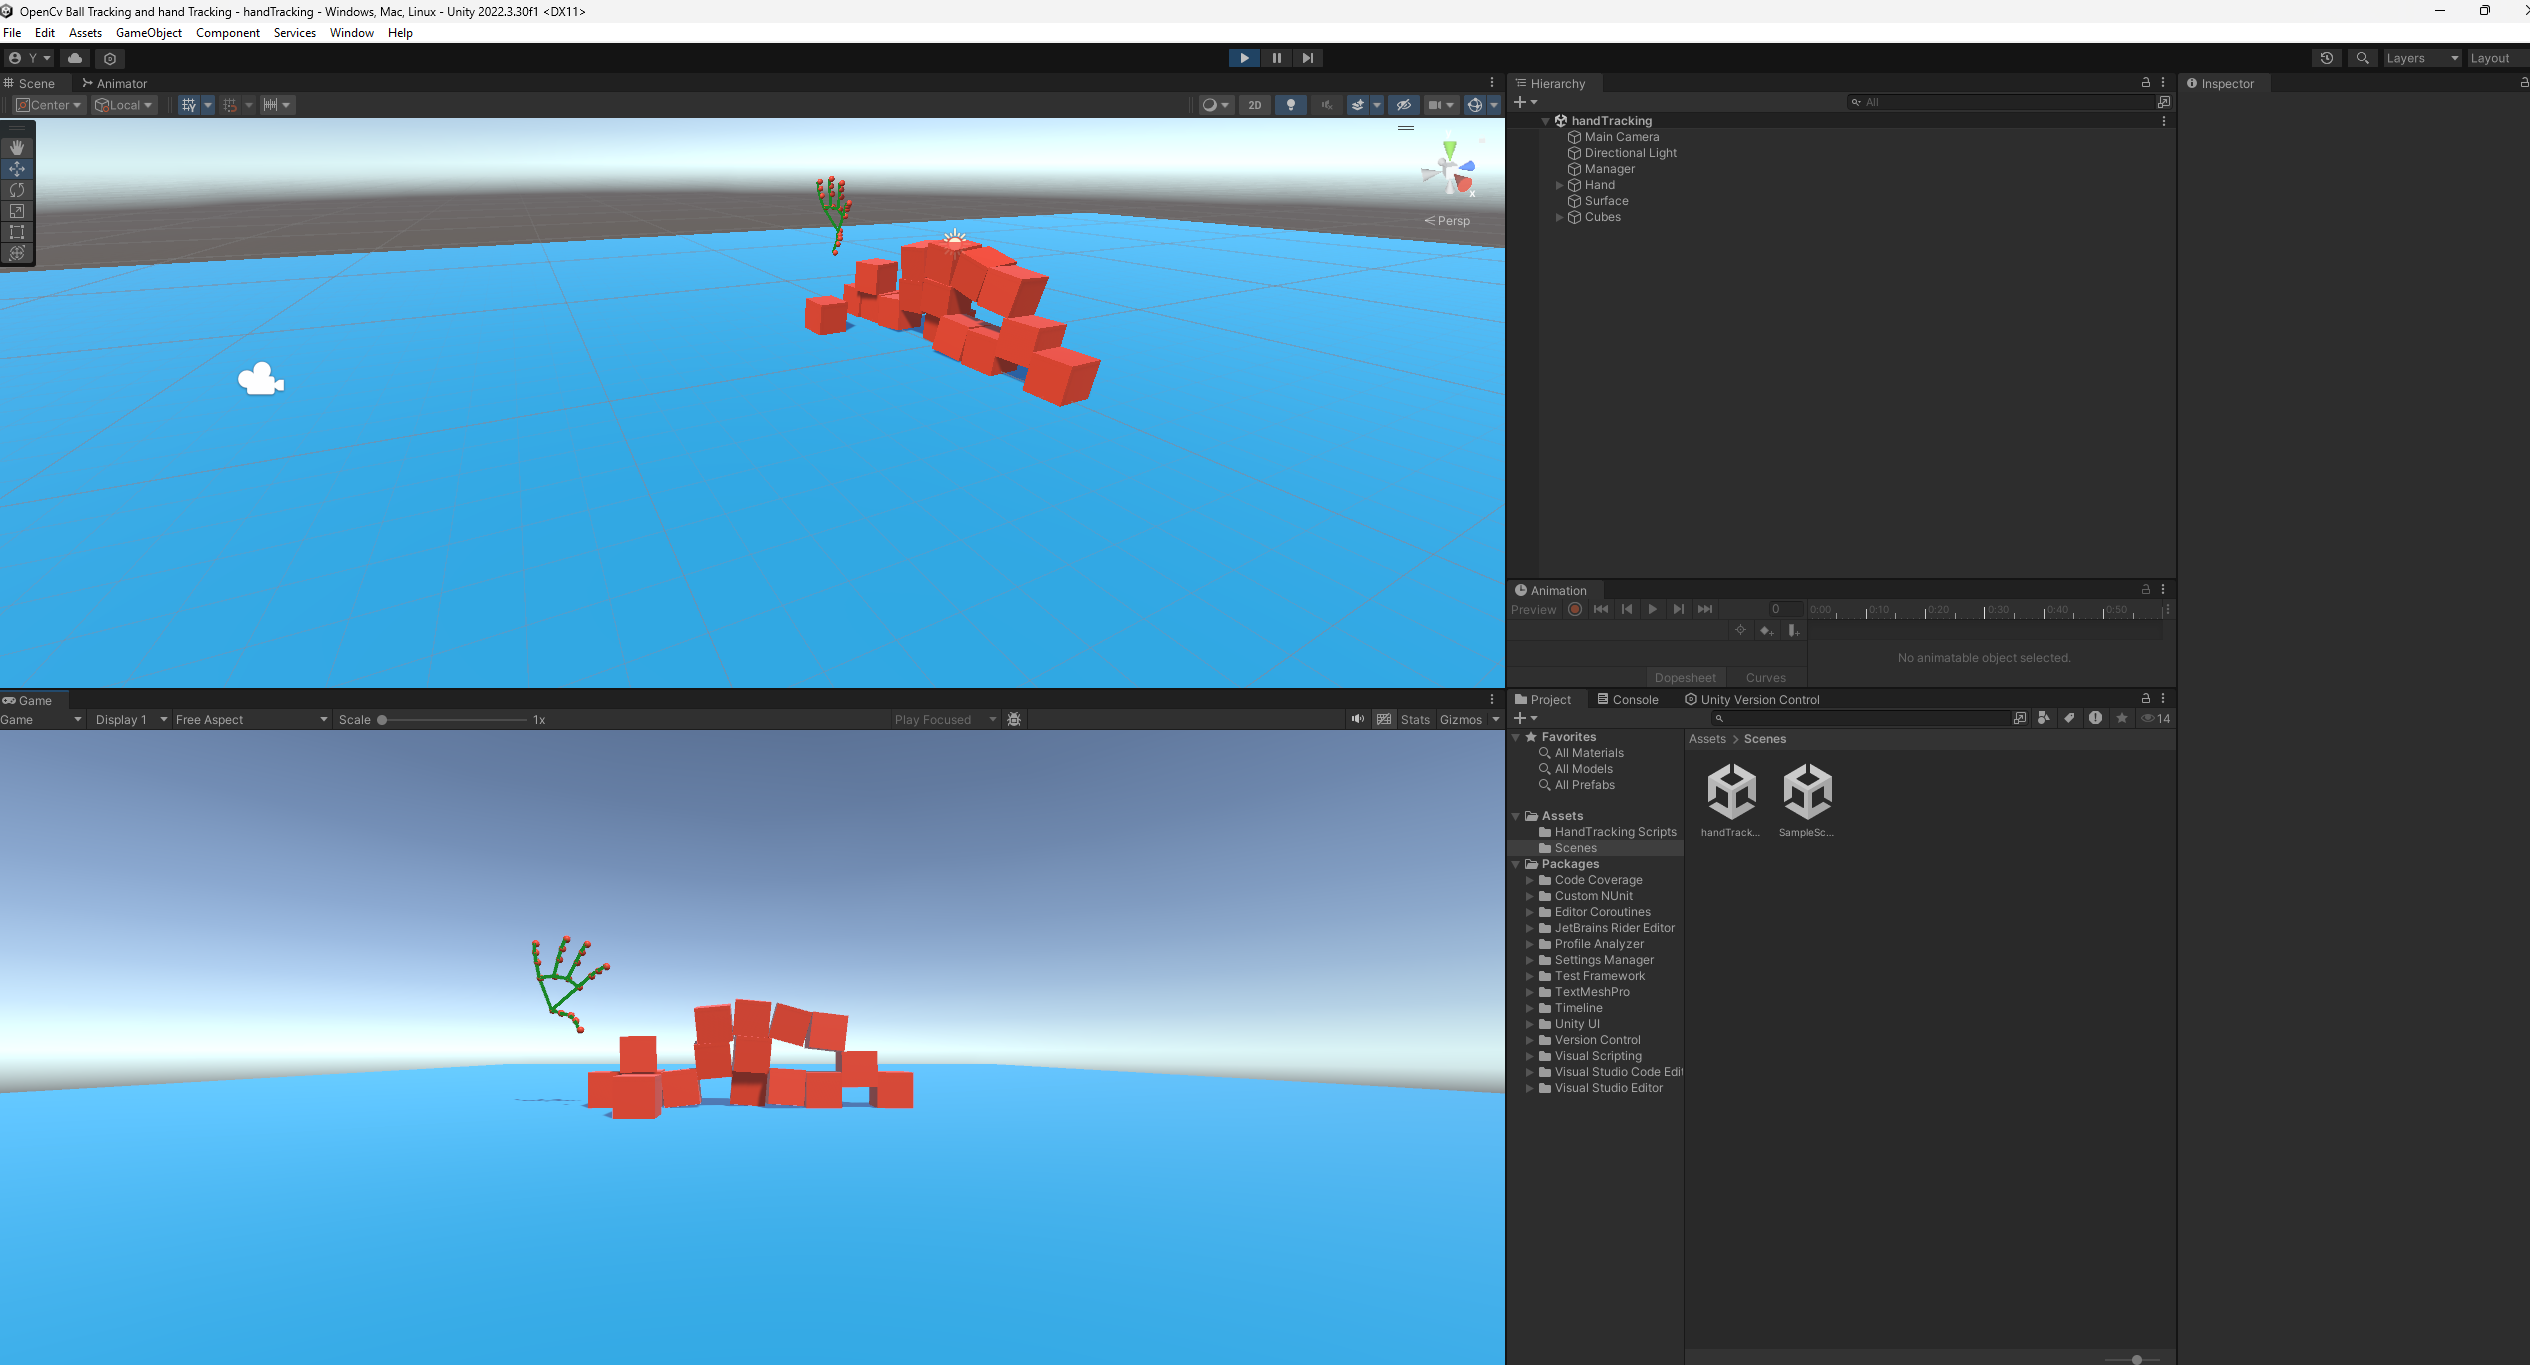 OpenCv Ball Tracking and hand Tracking - handTracking - Windows, Mac, Linux - Unity 2022.3.30f1 <DX11>
File Edit Assets GameObject Component Services Window Help
Y Layers Layout
Scene Animator
Center Local 2D
x
Persp
Hierarchy
All
handTracking
Main Camera
Directional Light
Manager
Hand
Surface
Cubes
Inspector
Animation
Preview 0 0:00 0:10 0:20 0:30 0:40 0:50
No animatable object selected.
Dopesheet Curves
Game
Game Display 1 Free Aspect Scale 1x Play Focused Stats Gizmos
Project Console Unity Version Control
14
Favorites
All Materials
All Models
All Prefabs
Assets
HandTracking Scripts
Scenes
Packages
Code Coverage
Custom NUnit
Editor Coroutines
JetBrains Rider Editor
Profile Analyzer
Settings Manager
Test Framework
TextMeshPro
Timeline
Unity UI
Version Control
Visual Scripting
Visual Studio Code Edit
Visual Studio Editor
Assets > Scenes
handTrack... SampleSc...